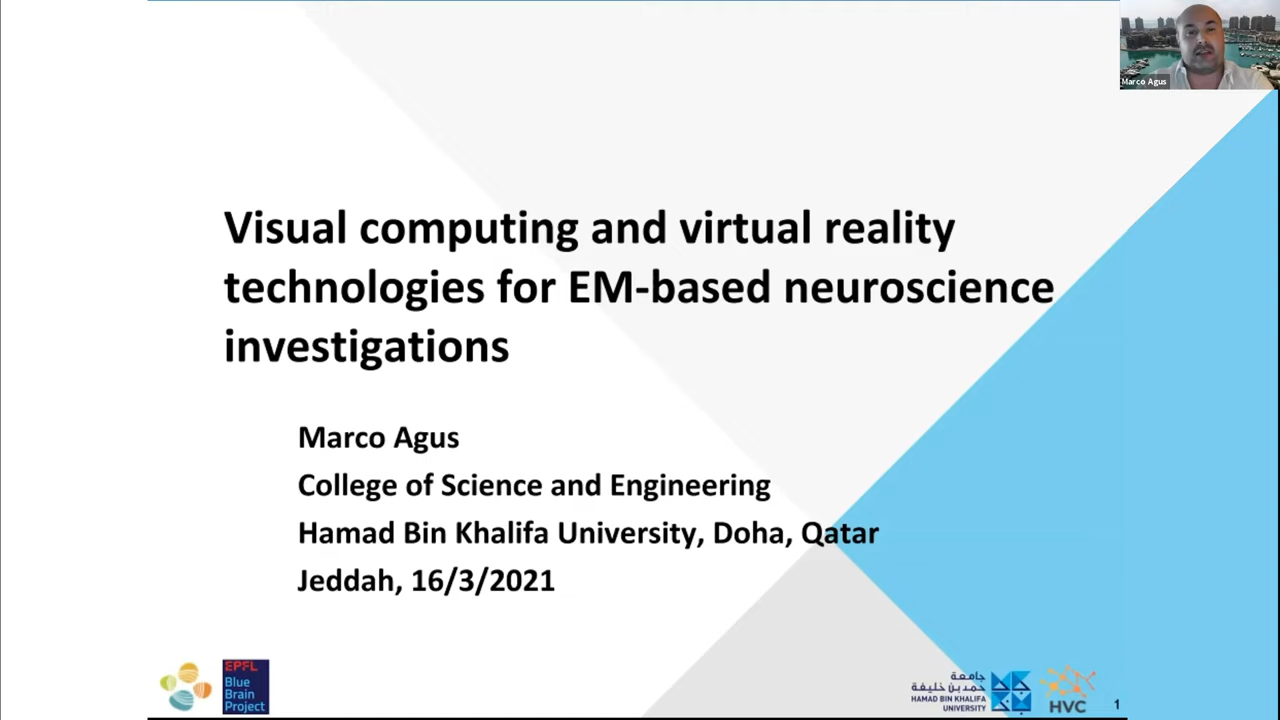 Marco Agus
Visual computing and virtual reality
technologies for EM-based neuroscience
investigations
Marco Agus
College of Science and Engineering
Hamad Bin Khalifa University, Doha, Qatar
Jeddah, 16/3/2021
EPFL
Blue
Brain
Project
جامعة
حمد بن خليفة
HAMAD BIN KHALIFA
UNIVERSITY
HVC
1